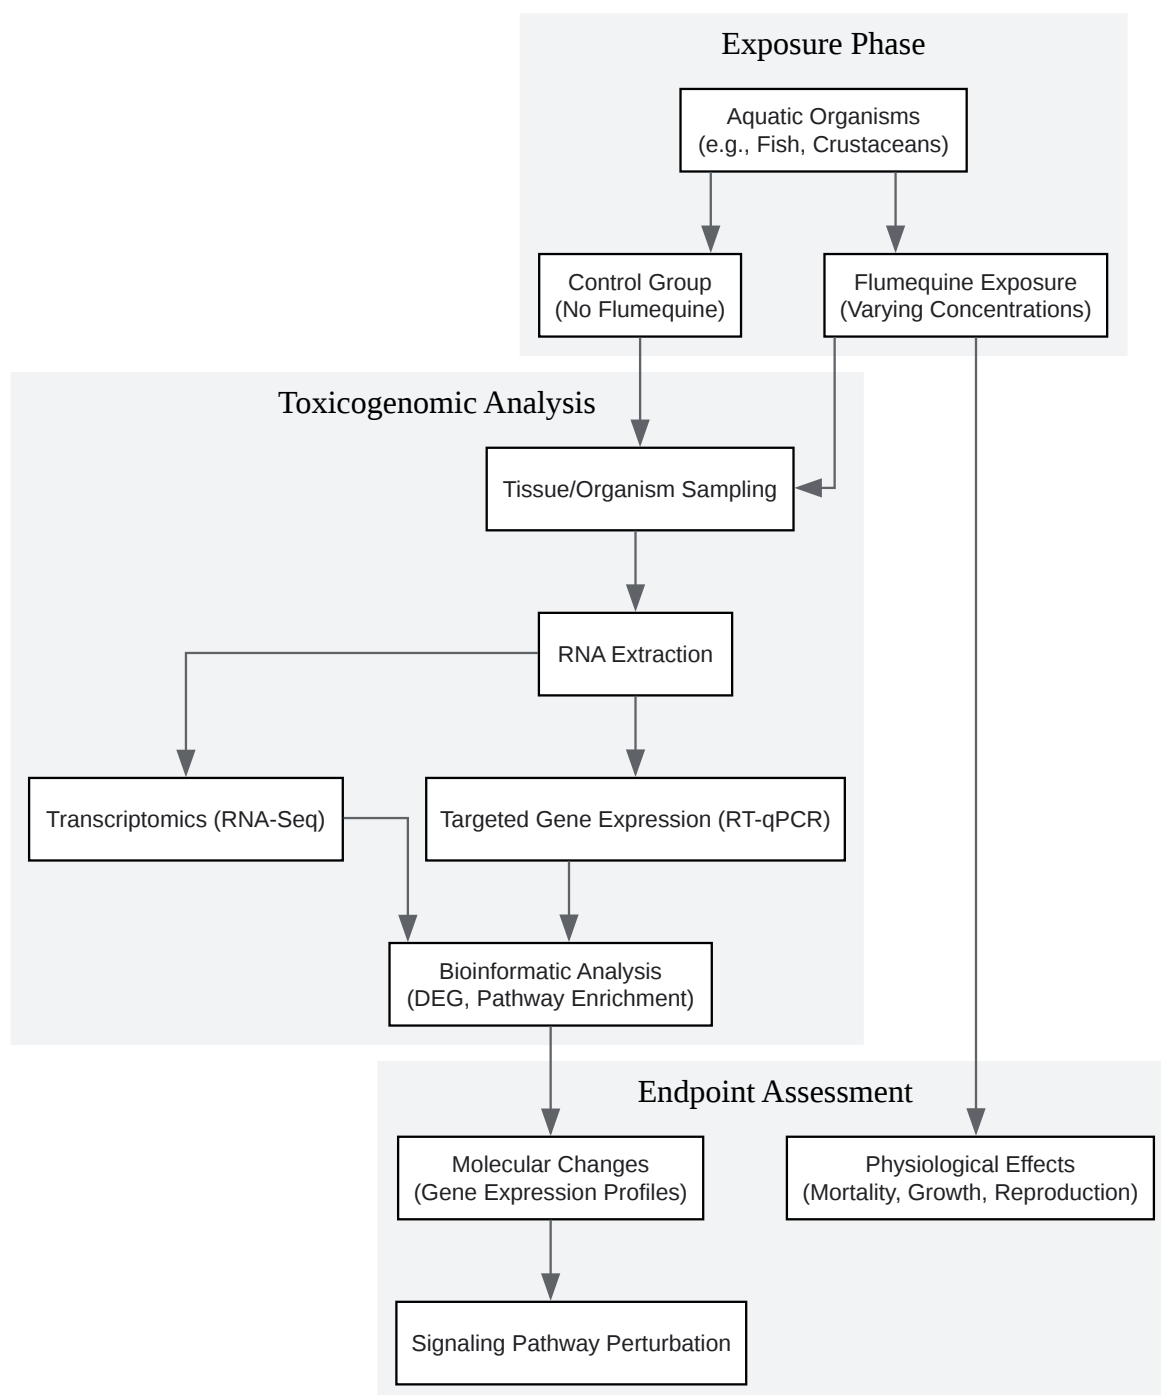 Exposure Phase
Aquatic Organisms
(e.g., Fish, Crustaceans)
Control Group
(No Flumequine)
Flumequine Exposure
(Varying Concentrations)
Toxicogenomic Analysis
Tissue/Organism Sampling
RNA Extraction
Transcriptomics (RNA-Seq)
Targeted Gene Expression (RT-qPCR)
Bioinformatic Analysis
(DEG, Pathway Enrichment)
Endpoint Assessment
Molecular Changes
(Gene Expression Profiles)
Physiological Effects
(Mortality, Growth, Reproduction)
Signaling Pathway Perturbation